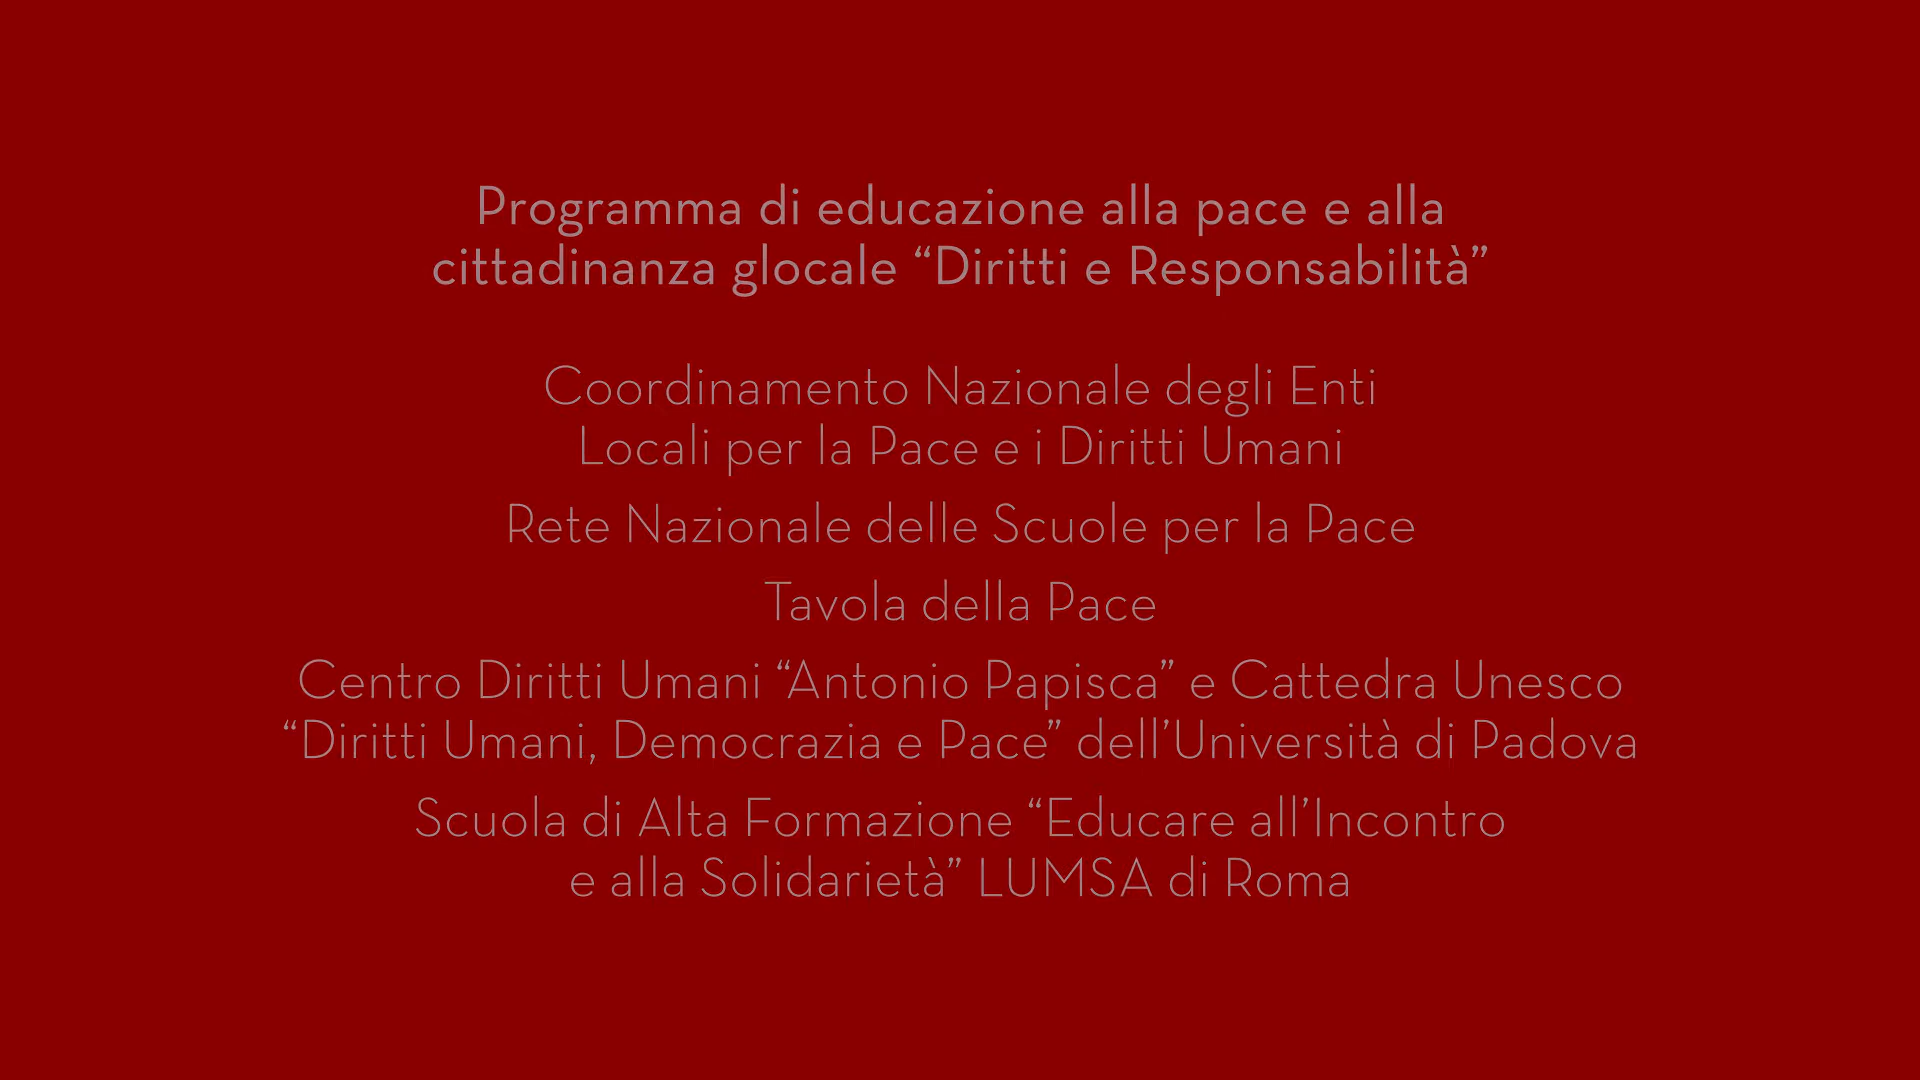 Programma di educazione alla pace e alla
cittadinanza glocale “Diritti e Responsabilità”
Coordinamento Nazionale degli Enti
Locali per la Pace e i Diritti Umani
Rete Nazionale delle Scuole per la Pace
Tavola della Pace
Centro Diritti Umani “Antonio Papisca” e Cattedra Unesco
“Diritti Umani, Democrazia e Pace” dell’Università di Padova
Scuola di Alta Formazione “Educare all’Incontro
e alla Solidarietà” LUMSA di Roma